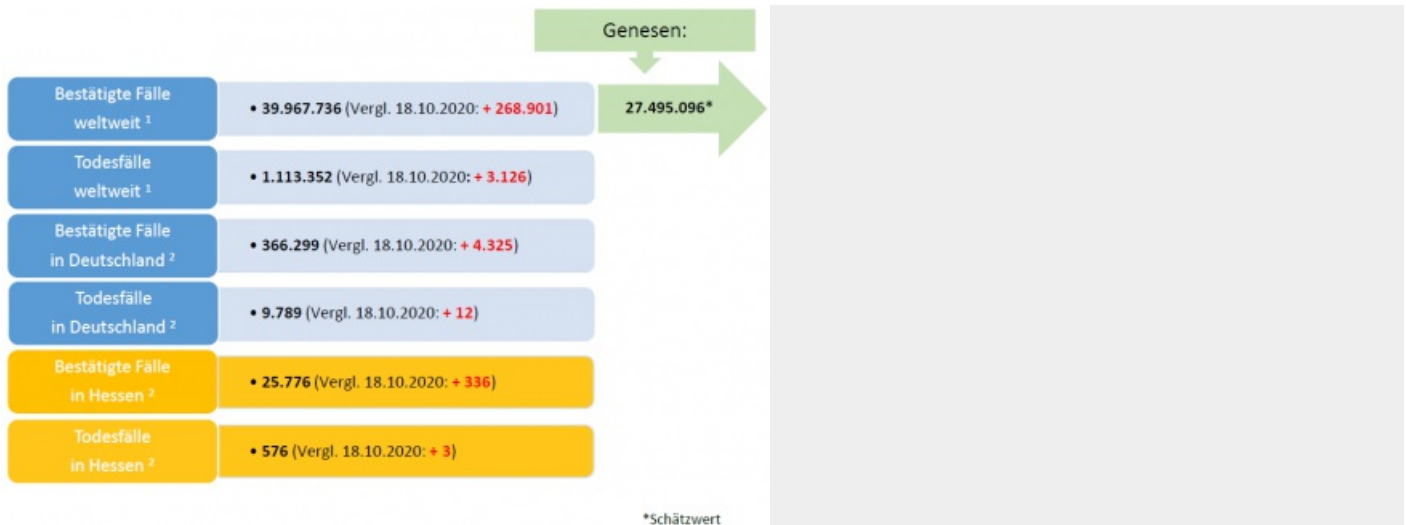 Genesen:
Bestätigte Fälle
weltweit ¹
• 39.967.736 (Vergl. 18.10.2020: + 268.901)
27.495.096*
Todesfälle
weltweit ¹
• 1.113.352 (Vergl. 18.10.2020: + 3.126)
Bestätigte Fälle
in Deutschland ²
• 366.299 (Vergl. 18.10.2020: + 4.325)
Todesfälle
in Deutschland ²
• 9.789 (Vergl. 18.10.2020: + 12)
Bestätigte Fälle
in Hessen ²
• 25.776 (Vergl. 18.10.2020: + 336)
Todesfälle
in Hessen ²
• 576 (Vergl. 18.10.2020: + 3)
*Schätzwert